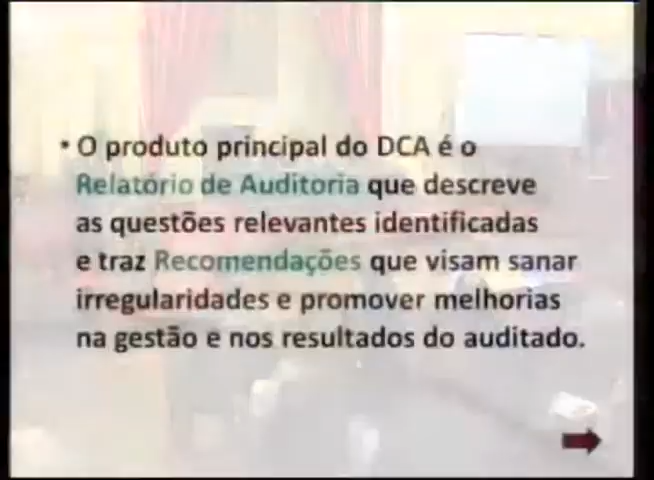 • O produto principal do DCA é o
Relatório de Auditoria que descreve
as questões relevantes identificadas
e traz Recomendações que visam sanar
irregularidades e promover melhorias
na gestão e nos resultados do auditado.